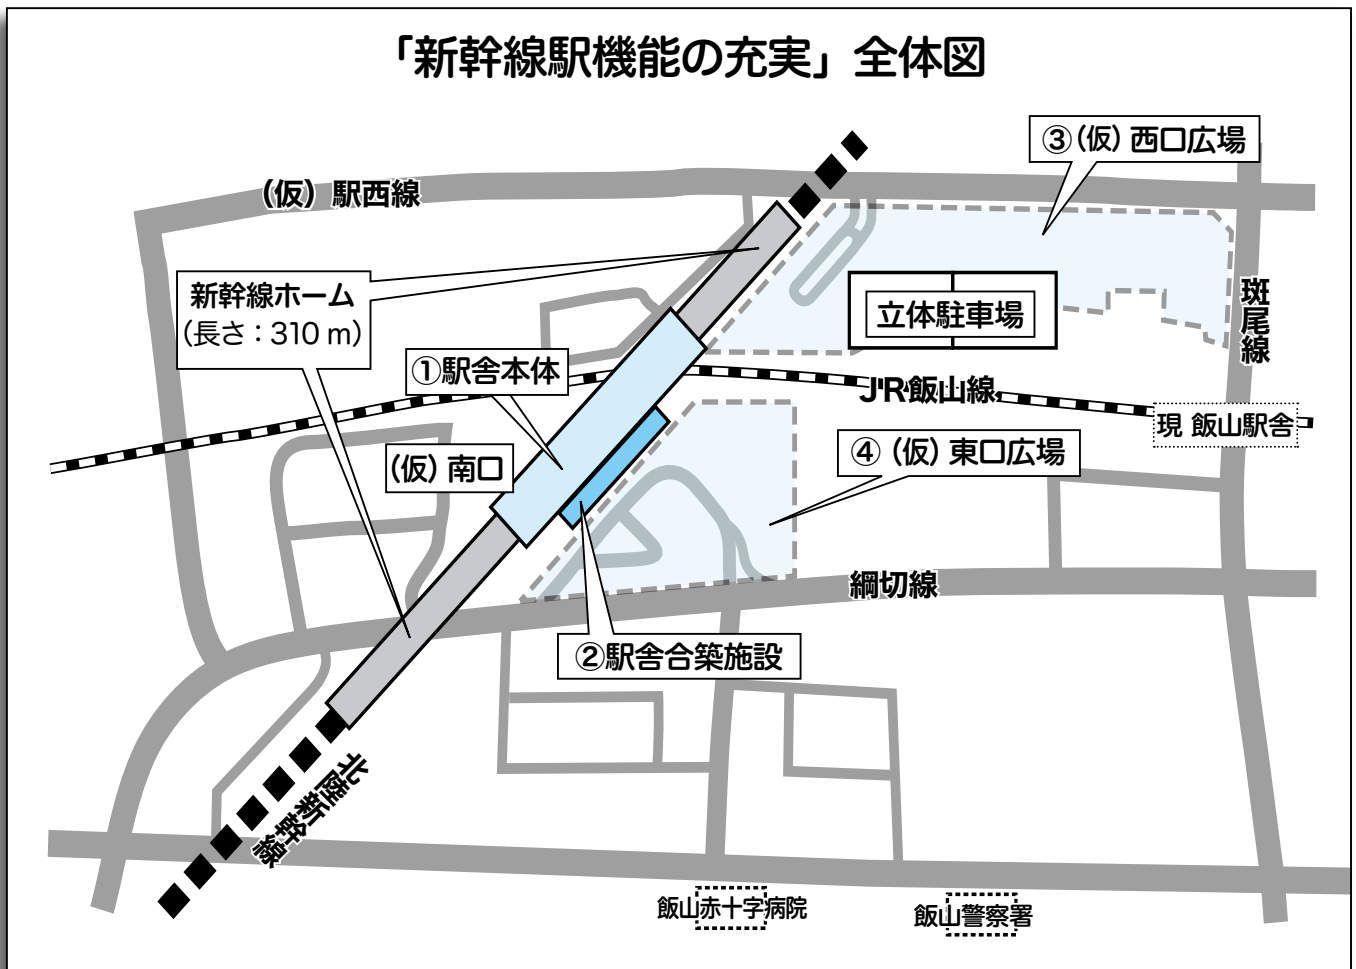 「新幹線駅機能の充実」全体図
③(仮)西口広場
(仮)駅西線
新幹線ホーム
(長さ：310 m)
立体駐車場
斑尾線
①駅舎本体
JR飯山線
現 飯山駅舎
(仮)南口
④(仮)東口広場
綱切線
②駅舎合築施設
北陸新幹線
飯山赤十字病院
飯山警察署